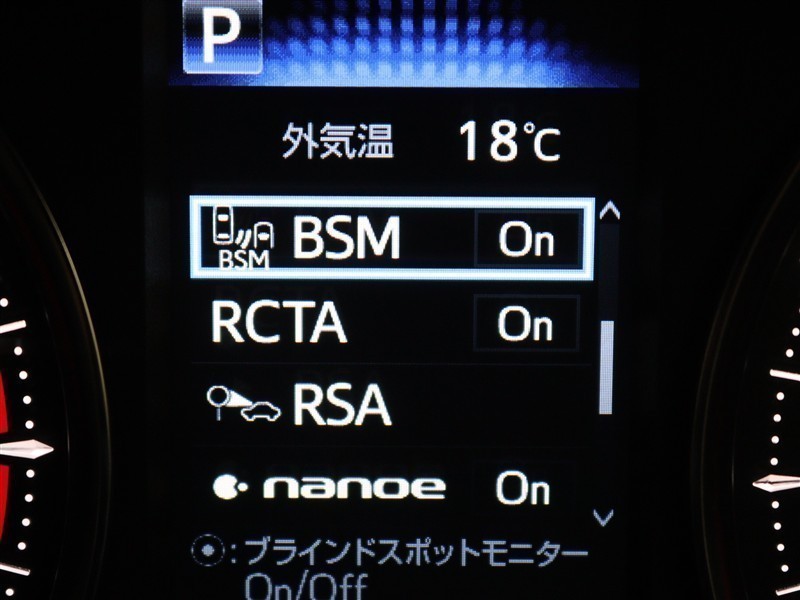 P
外気温 18℃
BSM BSM On
RCTA On
RSA
nanoe On
:ブラインドスポットモニター
On/Off